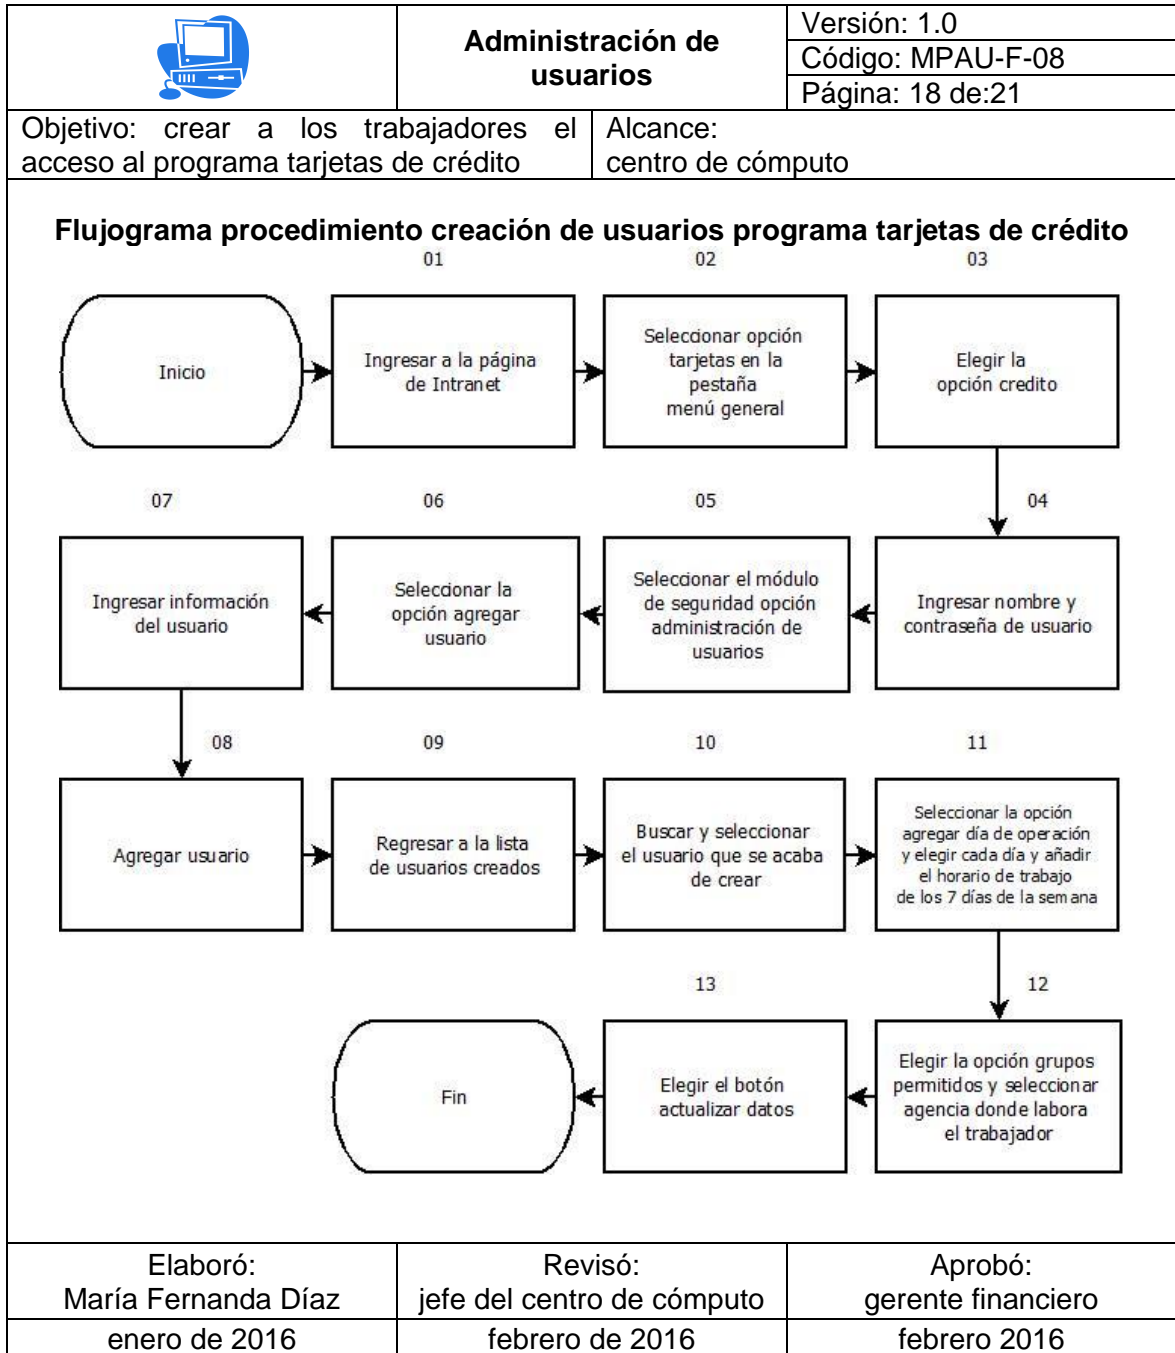 Administración de
usuarios
Versión: 1.0
Código: MPAU-F-08
Página: 18 de:21
Objetivo: crear a los trabajadores el
acceso al programa tarjetas de crédito
Alcance:
centro de cómputo
Flujograma procedimiento creación de usuarios programa tarjetas de crédito
01
02
03
Inicio
Ingresar a la página
de Intranet
Seleccionar opción
tarjetas en la
pestaña
menú general
Elegir la
opción credito
07
06
05
04
Ingresar información
del usuario
Seleccionar la
opción agregar
usuario
Seleccionar el módulo
de seguridad opción
administración de
usuarios
Ingresar nombre y
contraseña de usuario
08
09
10
11
Agregar usuario
Regresar a la lista
de usuarios creados
Buscar y seleccionar
el usuario que se acaba
de crear
Seleccionar la opción
agregar día de operación
y elegir cada día y añadir
el horario de trabajo
de los 7 días de la semana
13
12
Fin
Elegir el botón
actualizar datos
Elegir la opción grupos
permitidos y seleccionar
agencia donde labora
el trabajador
Elaboró:
María Fernanda Díaz
Revisó:
jefe del centro de cómputo
Aprobó:
gerente financiero
enero de 2016
febrero de 2016
febrero 2016